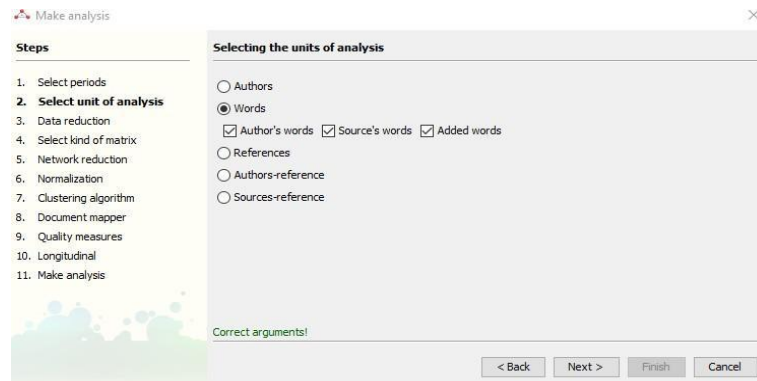 Make analysis
Steps
1. Select periods
2. Select unit of analysis
3. Data reduction
4. Select kind of matrix
5. Network reduction
6. Normalization
7. Clustering algorithm
8. Document mapper
9. Quality measures
10. Longitudinal
11. Make analysis
Selecting the units of analysis
Authors
Words
Author's words Source's words Added words
References
Authors-reference
Sources-reference
Correct arguments!
< Back Next > Finish Cancel